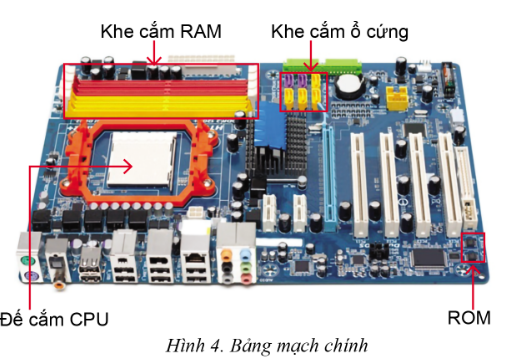 Khe cắm RAM
Khe cắm ổ cứng
Đế cắm CPU
ROM
Hình 4. Bảng mạch chính